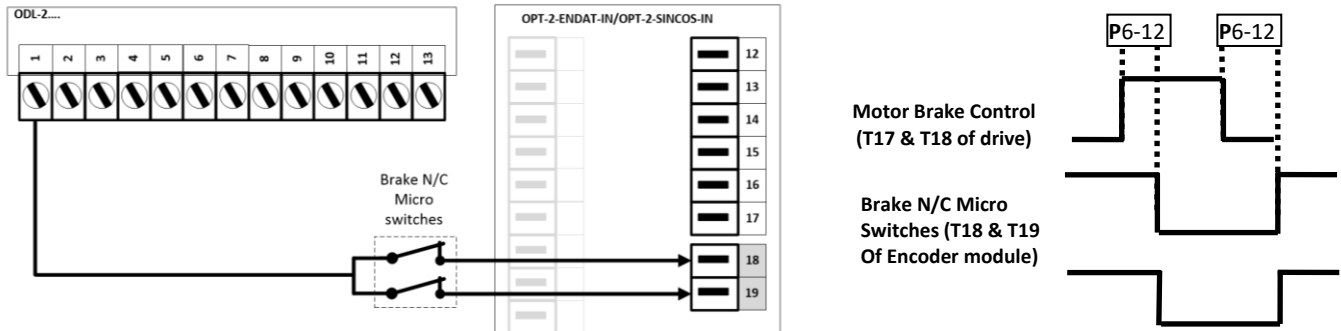 ODL-2....
1 2 3 4 5 6 7 8 9 10 11 12 13
Brake N/C
Micro
switches
OPT-2-ENDAT-IN/OPT-2-SINCOS-IN
12
13
14
15
16
17
18
19
P6-12 P6-12
Motor Brake Control
(T17 & T18 of drive)
Brake N/C Micro
Switches (T18 & T19
Of Encoder module)